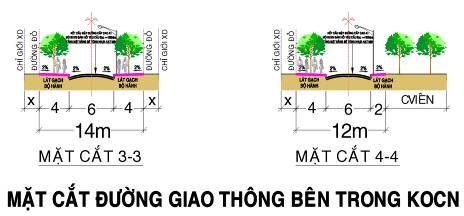 CHỈ GIỚI XD
ĐƯỜNG ĐỎ
2%
2%
2%
2%
ĐƯỜNG ĐỎ
CHỈ GIỚI XD
LÁT GẠCH
BỘ HÀNH
LÁT GẠCH
BỘ HÀNH
X 4 6 4 X
14m
MẶT CẮT 3-3
CHỈ GIỚI XD
ĐƯỜNG ĐỎ
2%
2%
2%
2%
LÁT GẠCH
BỘ HÀNH
LÁT GẠCH
BỘ HÀNH
X 4 6 2 CVIÊN
12m
MẶT CẮT 4-4
MẶT CẮT ĐƯỜNG GIAO THÔNG BÊN TRONG KOCN